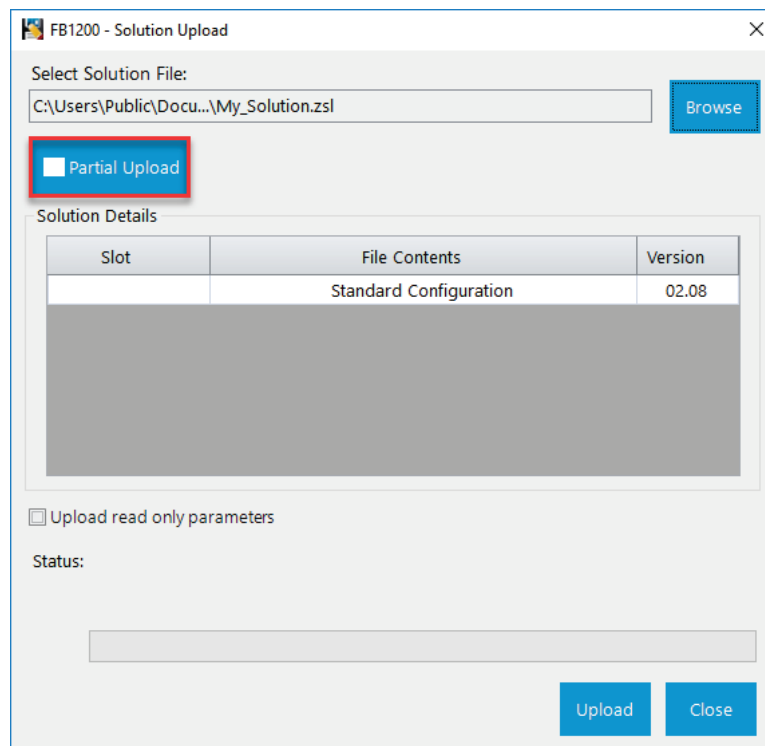 FB1200 - Solution Upload
Select Solution File:
C:\Users\Public\Docu...\My_Solution.zsl
Browse
Partial Upload
Solution Details
Slot File Contents Version
Standard Configuration 02.08
Upload read only parameters
Status:
Upload Close